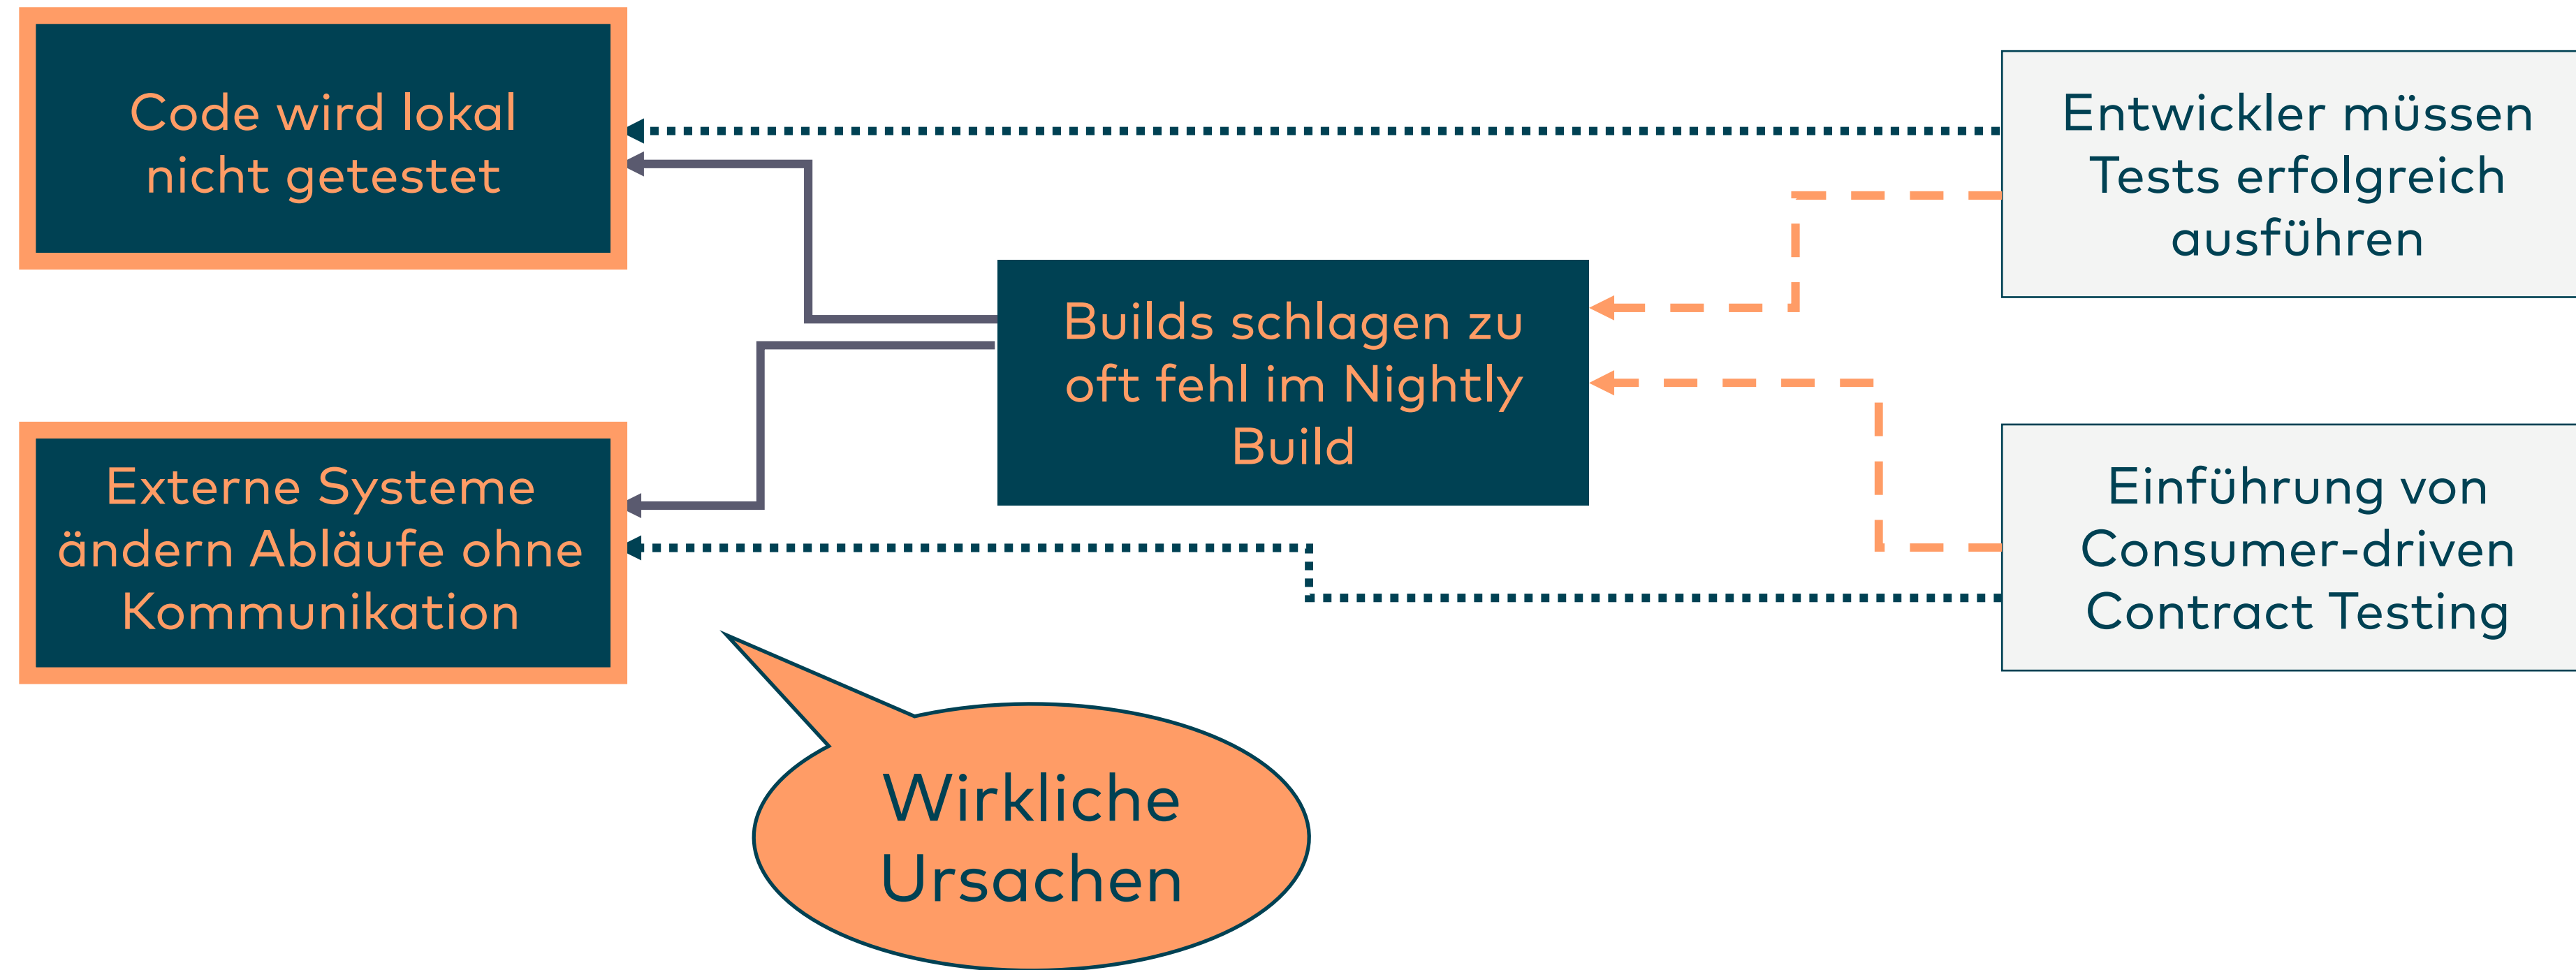 Code wird lokal
nicht getestet
Entwickler müssen
Tests erfolgreich
ausführen
Builds schlagen zu
oft fehl im Nightly
Build
Externe Systeme
ändern Abläufe ohne
Kommunikation
Einführung von
Consumer-driven
Contract Testing
Wirkliche
Ursachen